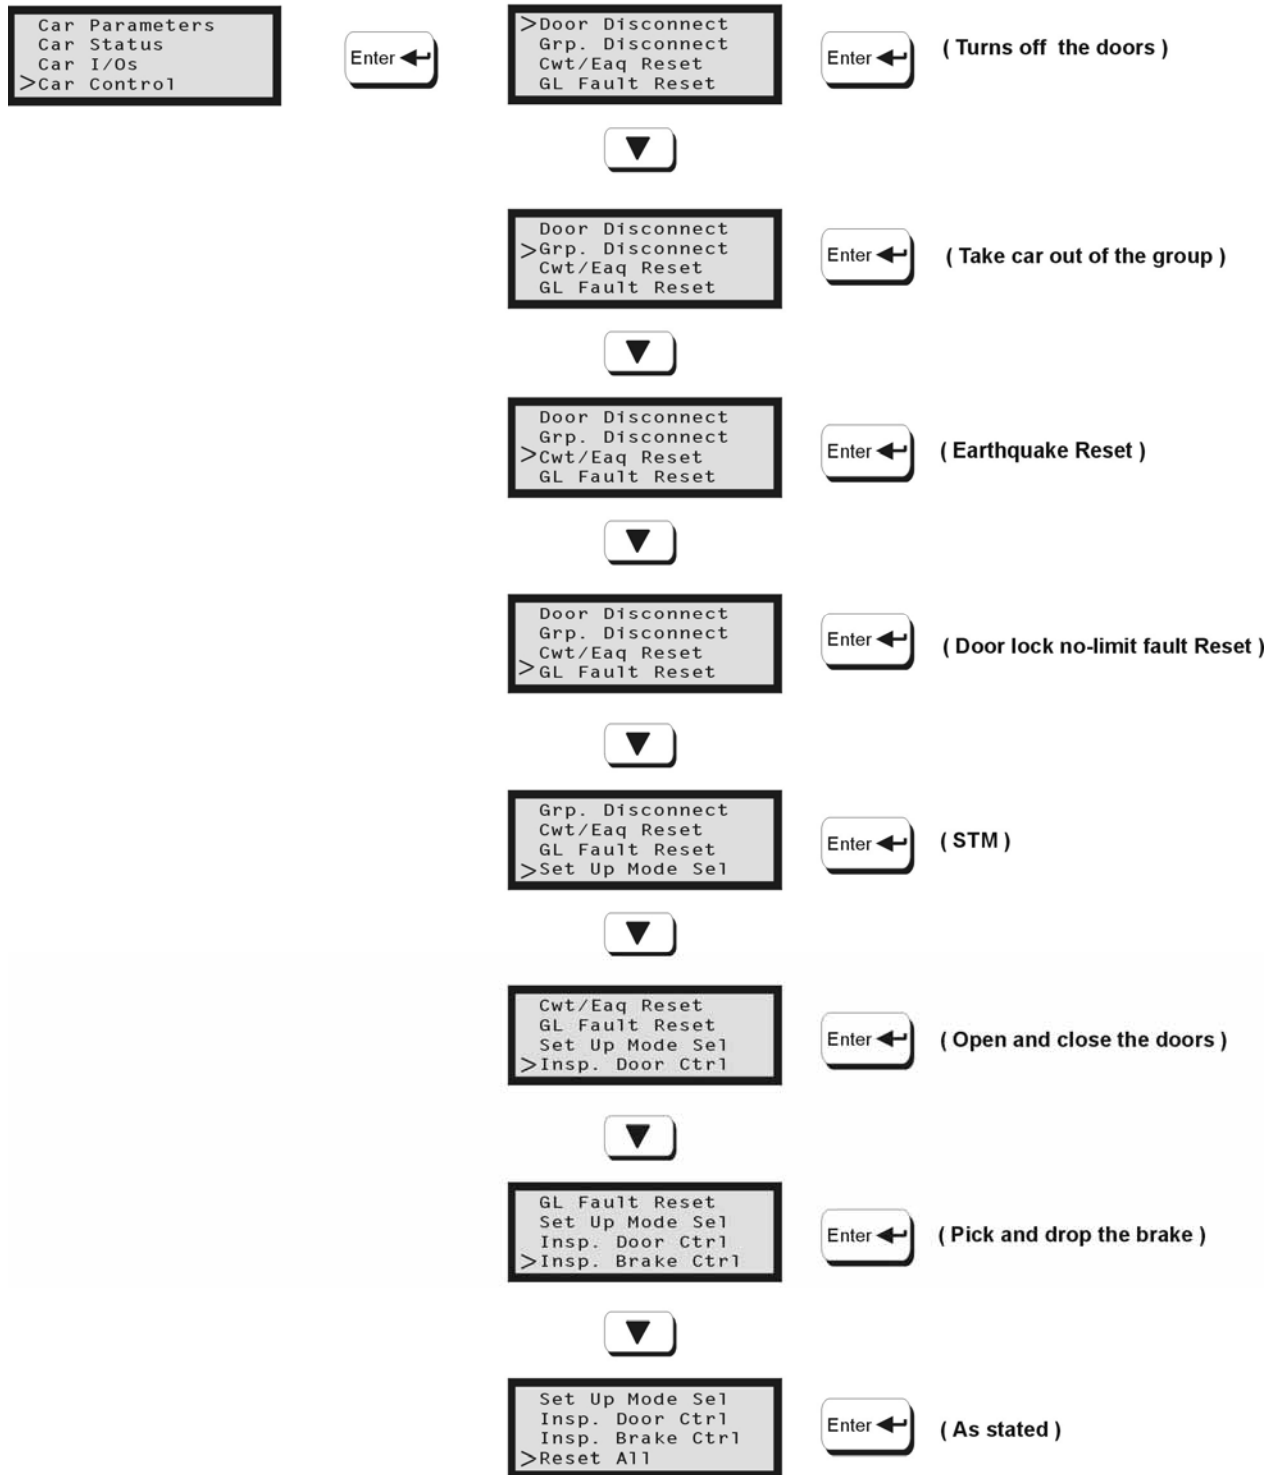 Car Parameters
Car Status
Car I/Os
>Car Control
Enter
>Door Disconnect
Grp. Disconnect
Cwt/Eaq Reset
GL Fault Reset
Enter
( Turns off the doors )
Door Disconnect
>Grp. Disconnect
Cwt/Eaq Reset
GL Fault Reset
Enter
( Take car out of the group )
Door Disconnect
Grp. Disconnect
>Cwt/Eaq Reset
GL Fault Reset
Enter
( Earthquake Reset )
Door Disconnect
Grp. Disconnect
Cwt/Eaq Reset
>GL Fault Reset
Enter
( Door lock no-limit fault Reset )
Grp. Disconnect
Cwt/Eaq Reset
GL Fault Reset
>Set Up Mode Sel
Enter
( STM )
Cwt/Eaq Reset
GL Fault Reset
Set Up Mode Sel
>Insp. Door Ctrl
Enter
( Open and close the doors )
GL Fault Reset
Set Up Mode Sel
Insp. Door Ctrl
>Insp. Brake Ctrl
Enter
( Pick and drop the brake )
Set Up Mode Sel
Insp. Door Ctrl
Insp. Brake Ctrl
>Reset All
Enter
( As stated )